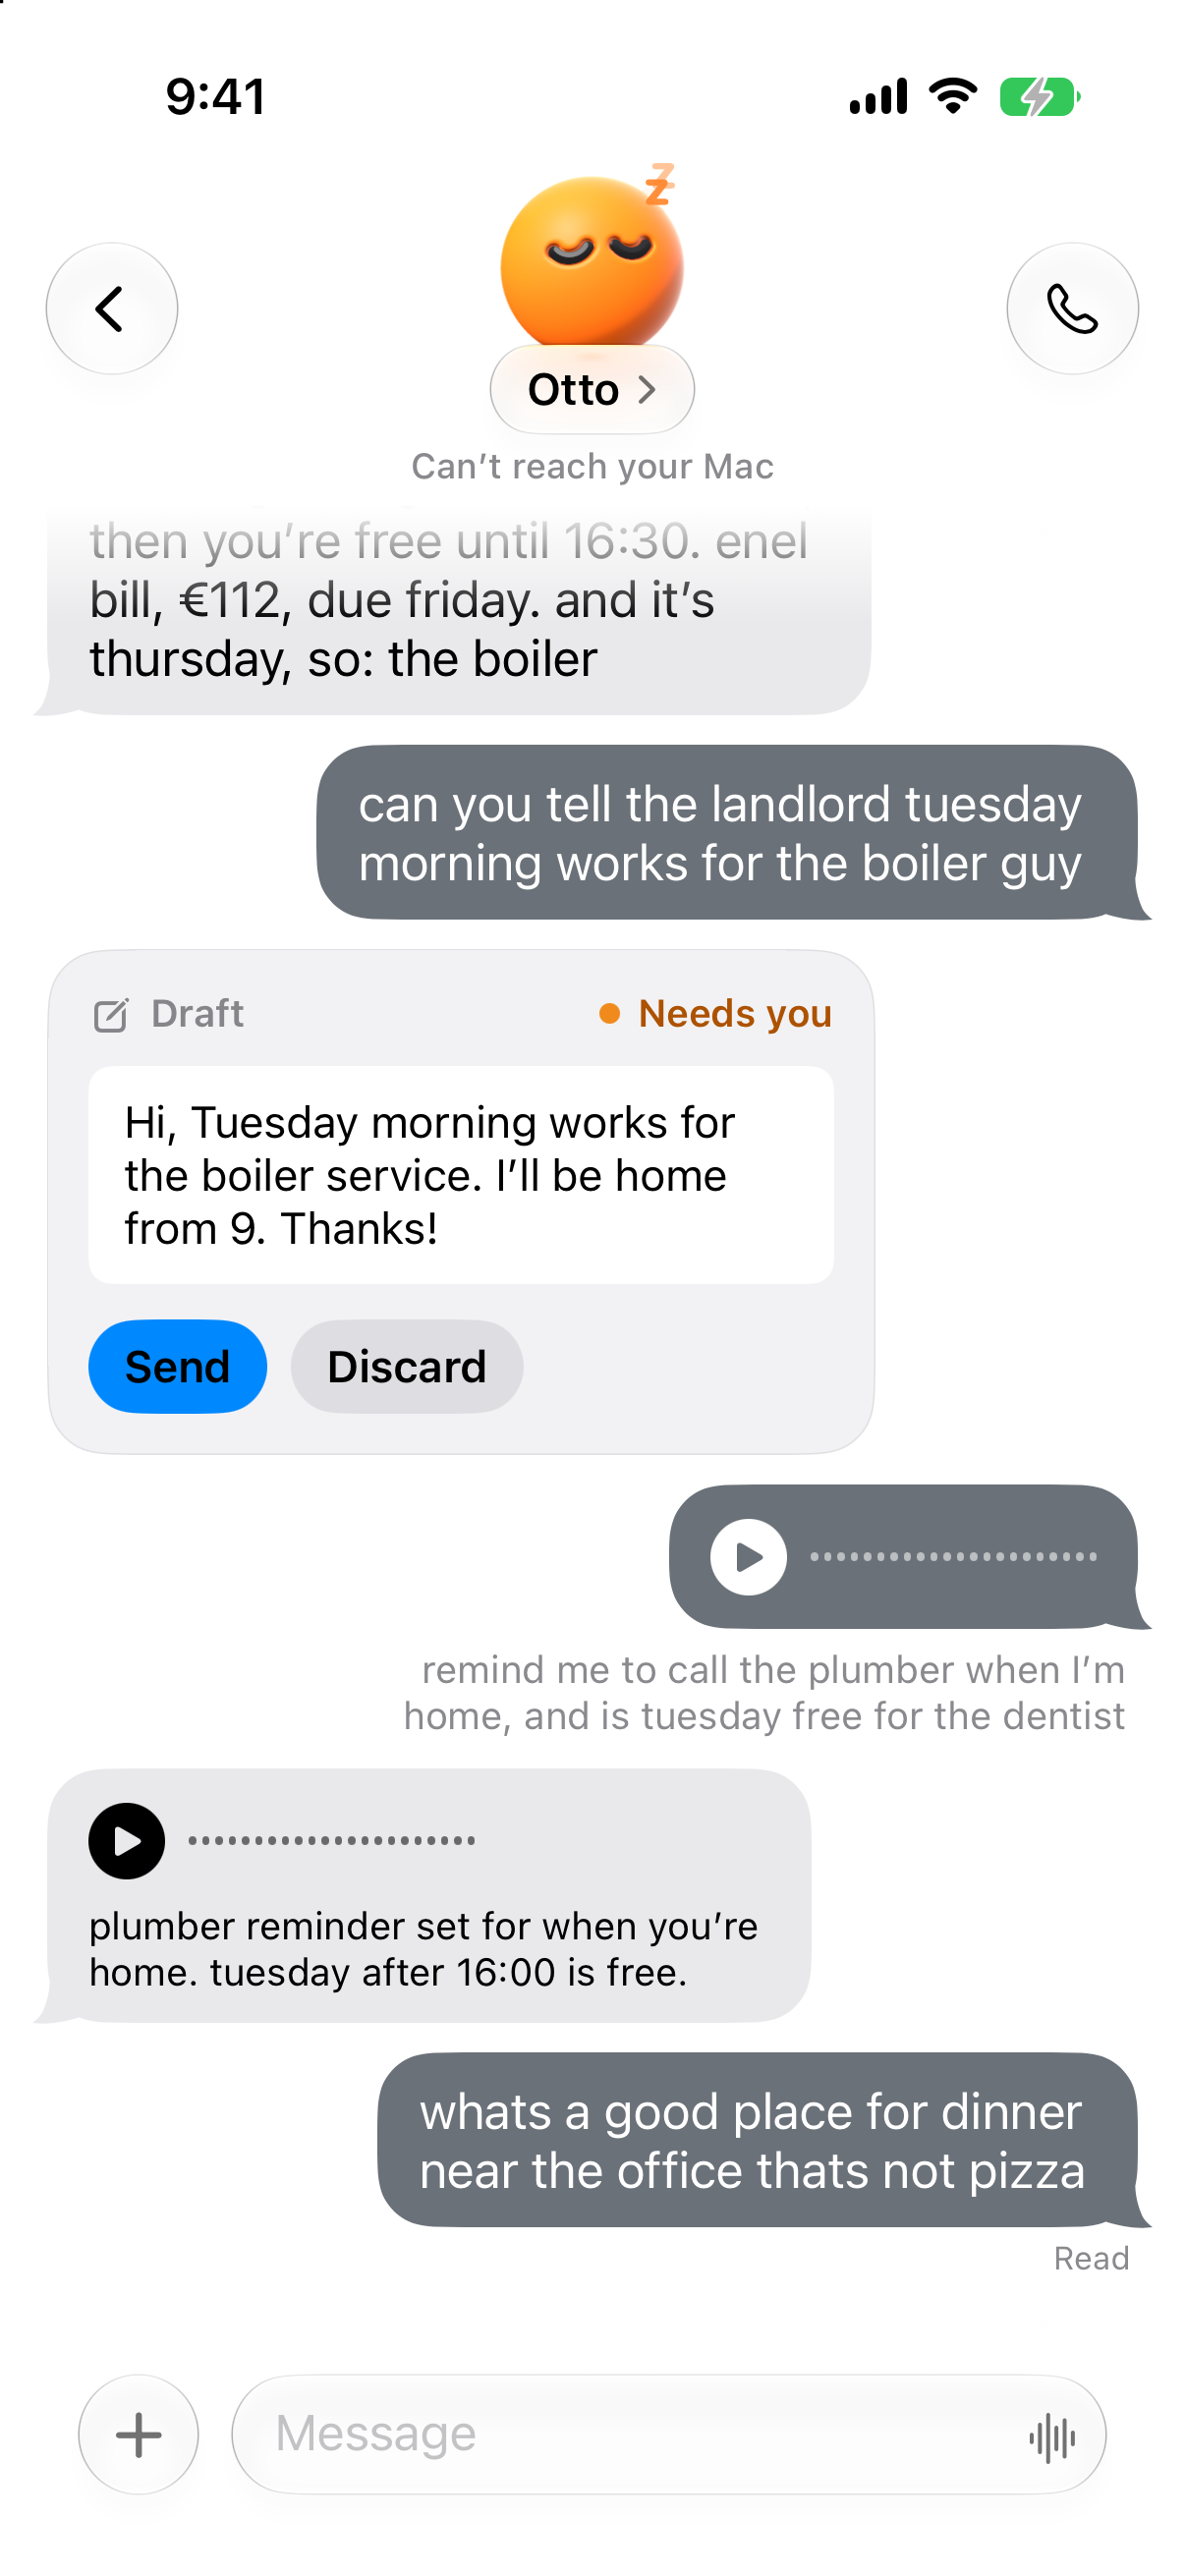 9:41
z
z
Otto
Can’t reach your Mac
then you’re free until 16:30. enel
bill, €112, due friday. and it’s
thursday, so: the boiler
can you tell the landlord tuesday
morning works for the boiler guy
Draft
Needs you
Hi, Tuesday morning works for
the boiler service. I’ll be home
from 9. Thanks!
Send
Discard
remind me to call the plumber when I’m
home, and is tuesday free for the dentist
plumber reminder set for when you’re
home. tuesday after 16:00 is free.
whats a good place for dinner
near the office thats not pizza
Read
Message